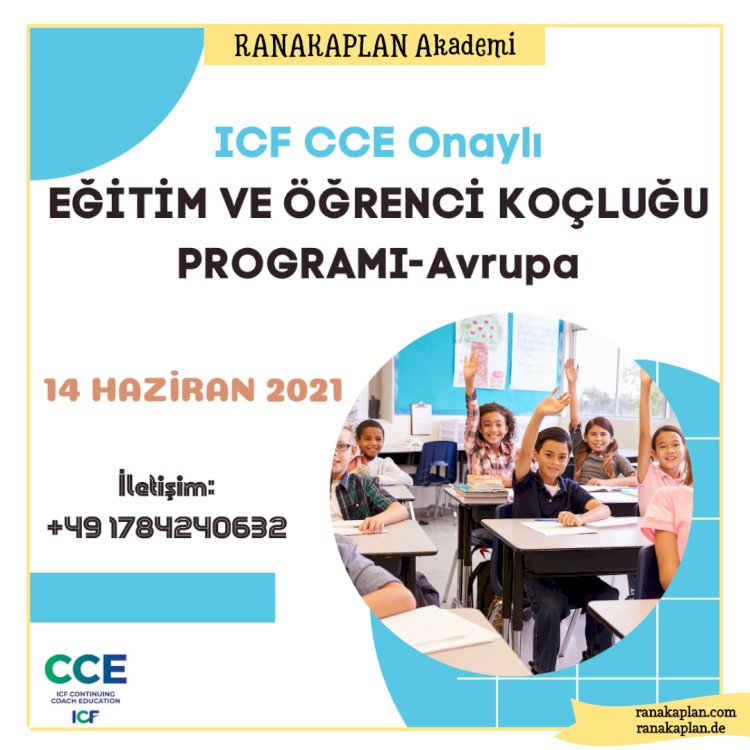 RANAKAPLAN Akademi
ICF CCE Onaylı
EĞİTİM VE ÖĞRENCİ KOÇLUĞU
PROGRAMI-Avrupa
14 HAZİRAN 2021
İletişim:
+49 1784240632
CCE
ICF CONTINUING
COACH EDUCATION
ICF
ranakaplan.com
ranakaplan.de